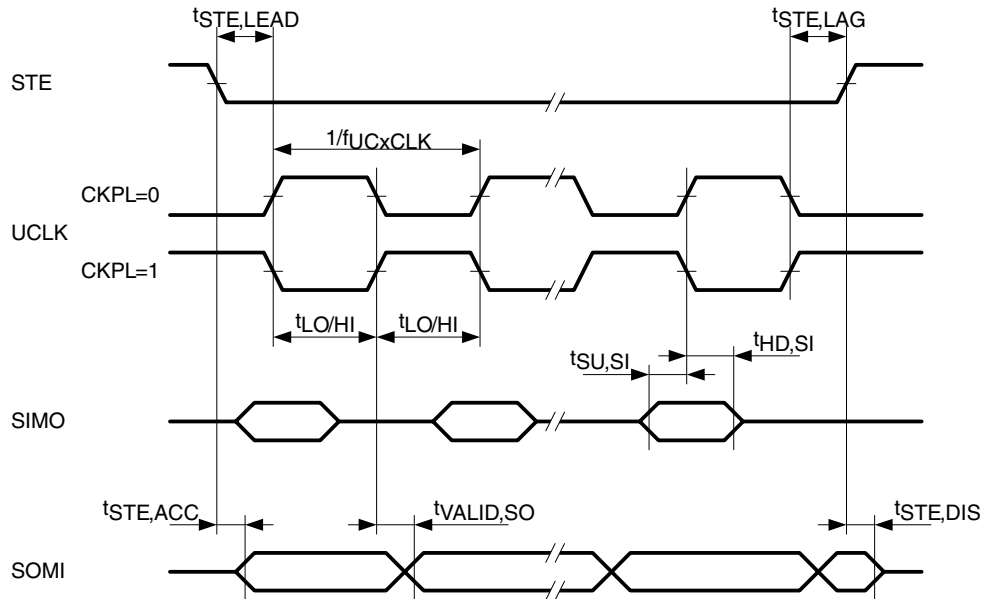 tSTE,LEAD
tSTE,LAG
STE
1/fUCxCLK
CKPL=0
UCLK
CKPL=1
tLO/HI
tLO/HI
tSU,SI
tHD,SI
SIMO
tSTE,ACC
tVALID,SO
tSTE,DIS
SOMI